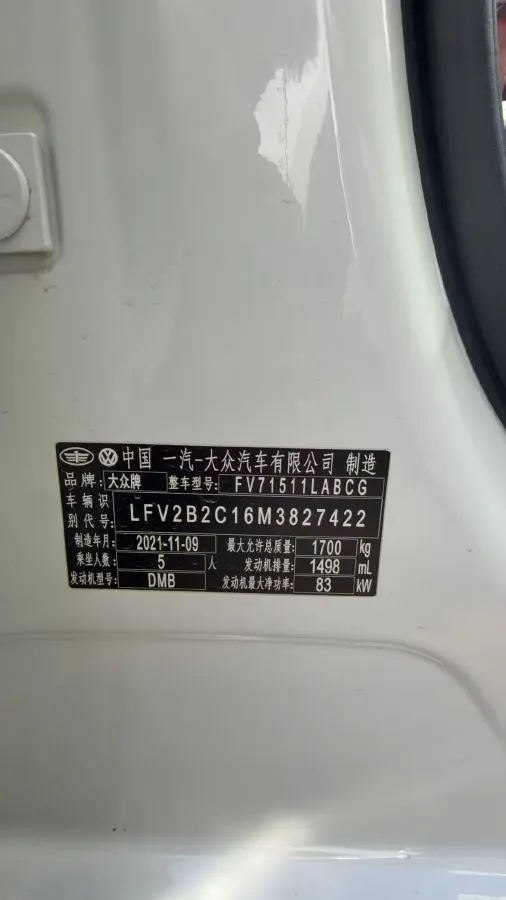 中国 一汽-大众汽车有限公司 制造
品牌: 大众牌 整车型号: FV71511LABCG
车辆识别代号: LFV2B2C16M3827422
制造年月: 2021-11-09 最大允许总质量: 1700 kg
乘坐人数: 5 人 发动机排量: 1498 mL
发动机型号: DMB 发动机最大净功率: 83 kW